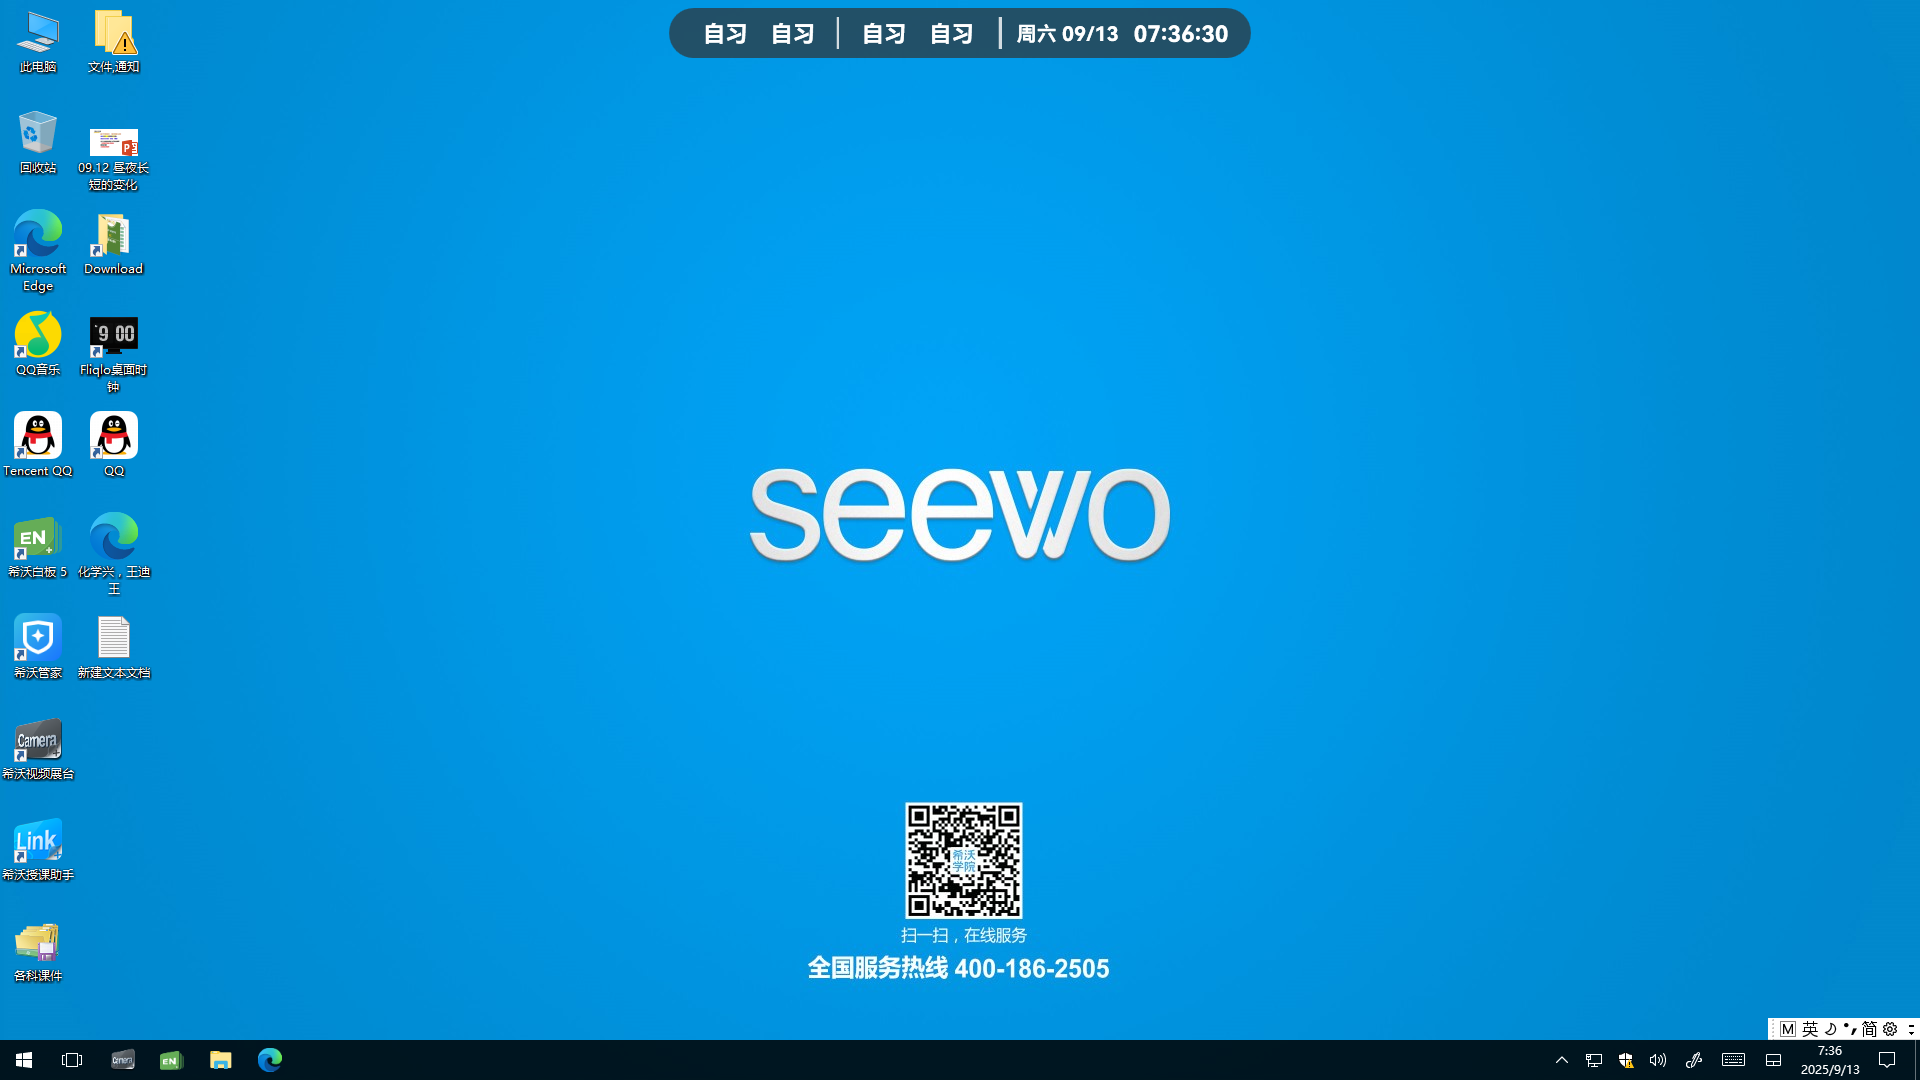 自习 自习 自习 自习 周六 09/13 07:36:30
此电脑
文件,通知
回收站
09.12 昼夜长
短的变化
Microsoft
Edge
Download
QQ音乐
9 00
Fliqlo桌面时
钟
Tencent QQ
QQ
EN
希沃白板 5
化学兴，王迪
王
希沃管家
新建文本文档
Camera
希沃视频展台
Link
希沃授课助手
各科课件
seewo
希沃
学院
扫一扫，在线服务
全国服务热线 400-186-2505
M 英 简
Camera
EN
7:36
2025/9/13